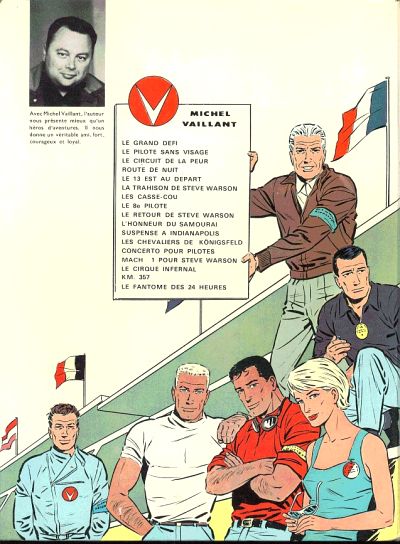 Avec Michel Vaillant, l'auteur
nous présente mieux qu'un
héros d'aventures. Il nous
donne un véritable ami, fort,
courageux et loyal.
V
MICHEL
VAILLANT
LE GRAND DEFI
LE PILOTE SANS VISAGE
LE CIRCUIT DE LA PEUR
ROUTE DE NUIT
LE 13 EST AU DEPART
LA TRAHISON DE STEVE WARSON
LES CASSE-COU
LE 8e PILOTE
LE RETOUR DE STEVE WARSON
L'HONNEUR DU SAMOURAI
SUSPENSE A INDIANAPOLIS
LES CHEVALIERS DE KÖNIGSFELD
CONCERTO POUR PILOTES
MACH 1 POUR STEVE WARSON
LE CIRQUE INFERNAL
KM. 357
LE FANTOME DES 24 HEURES
V